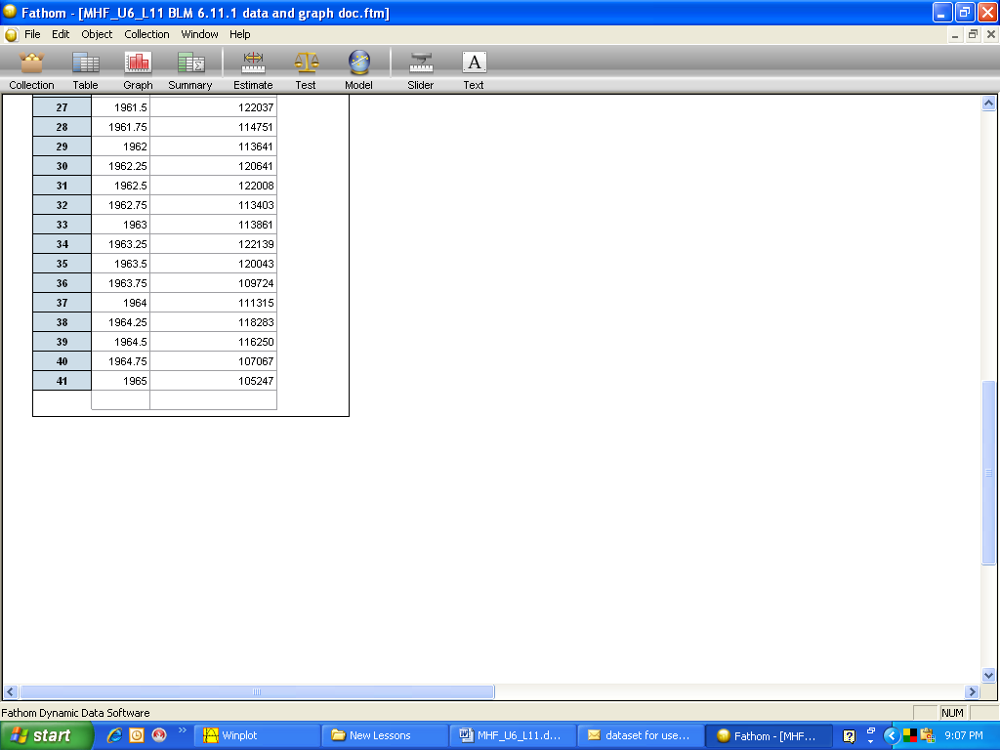 Fathom - [MHF_U6_L11 BLM 6.11.1 data and graph doc.ftm]
File Edit Object Collection Window Help
Collection Table Graph Summary Estimate Test Model Slider Text
27 1961.5 122037
28 1961.75 114751
29 1962 113641
30 1962.25 120641
31 1962.5 122008
32 1962.75 113403
33 1963 113861
34 1963.25 122139
35 1963.5 120043
36 1963.75 109724
37 1964 111315
38 1964.25 118283
39 1964.5 116250
40 1964.75 107067
41 1965 105247
Fathom Dynamic Data Software NUM
start Winplot New Lessons MHF_U6_L11.d... dataset for use... Fathom - [MHF... 9:07 PM